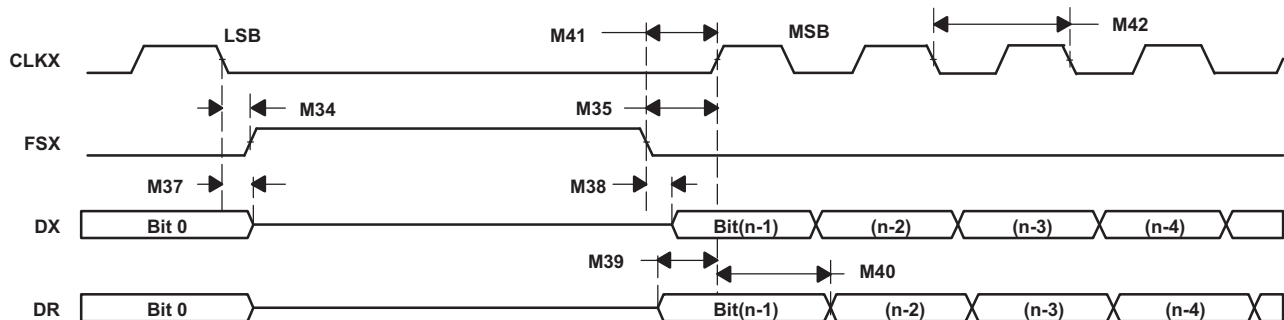 LSB M41 MSB M42
CLKX
M34 M35
FSX
M37 M38
DX Bit 0 Bit(n-1) (n-2) (n-3) (n-4)
M39 M40
DR Bit 0 Bit(n-1) (n-2) (n-3) (n-4)